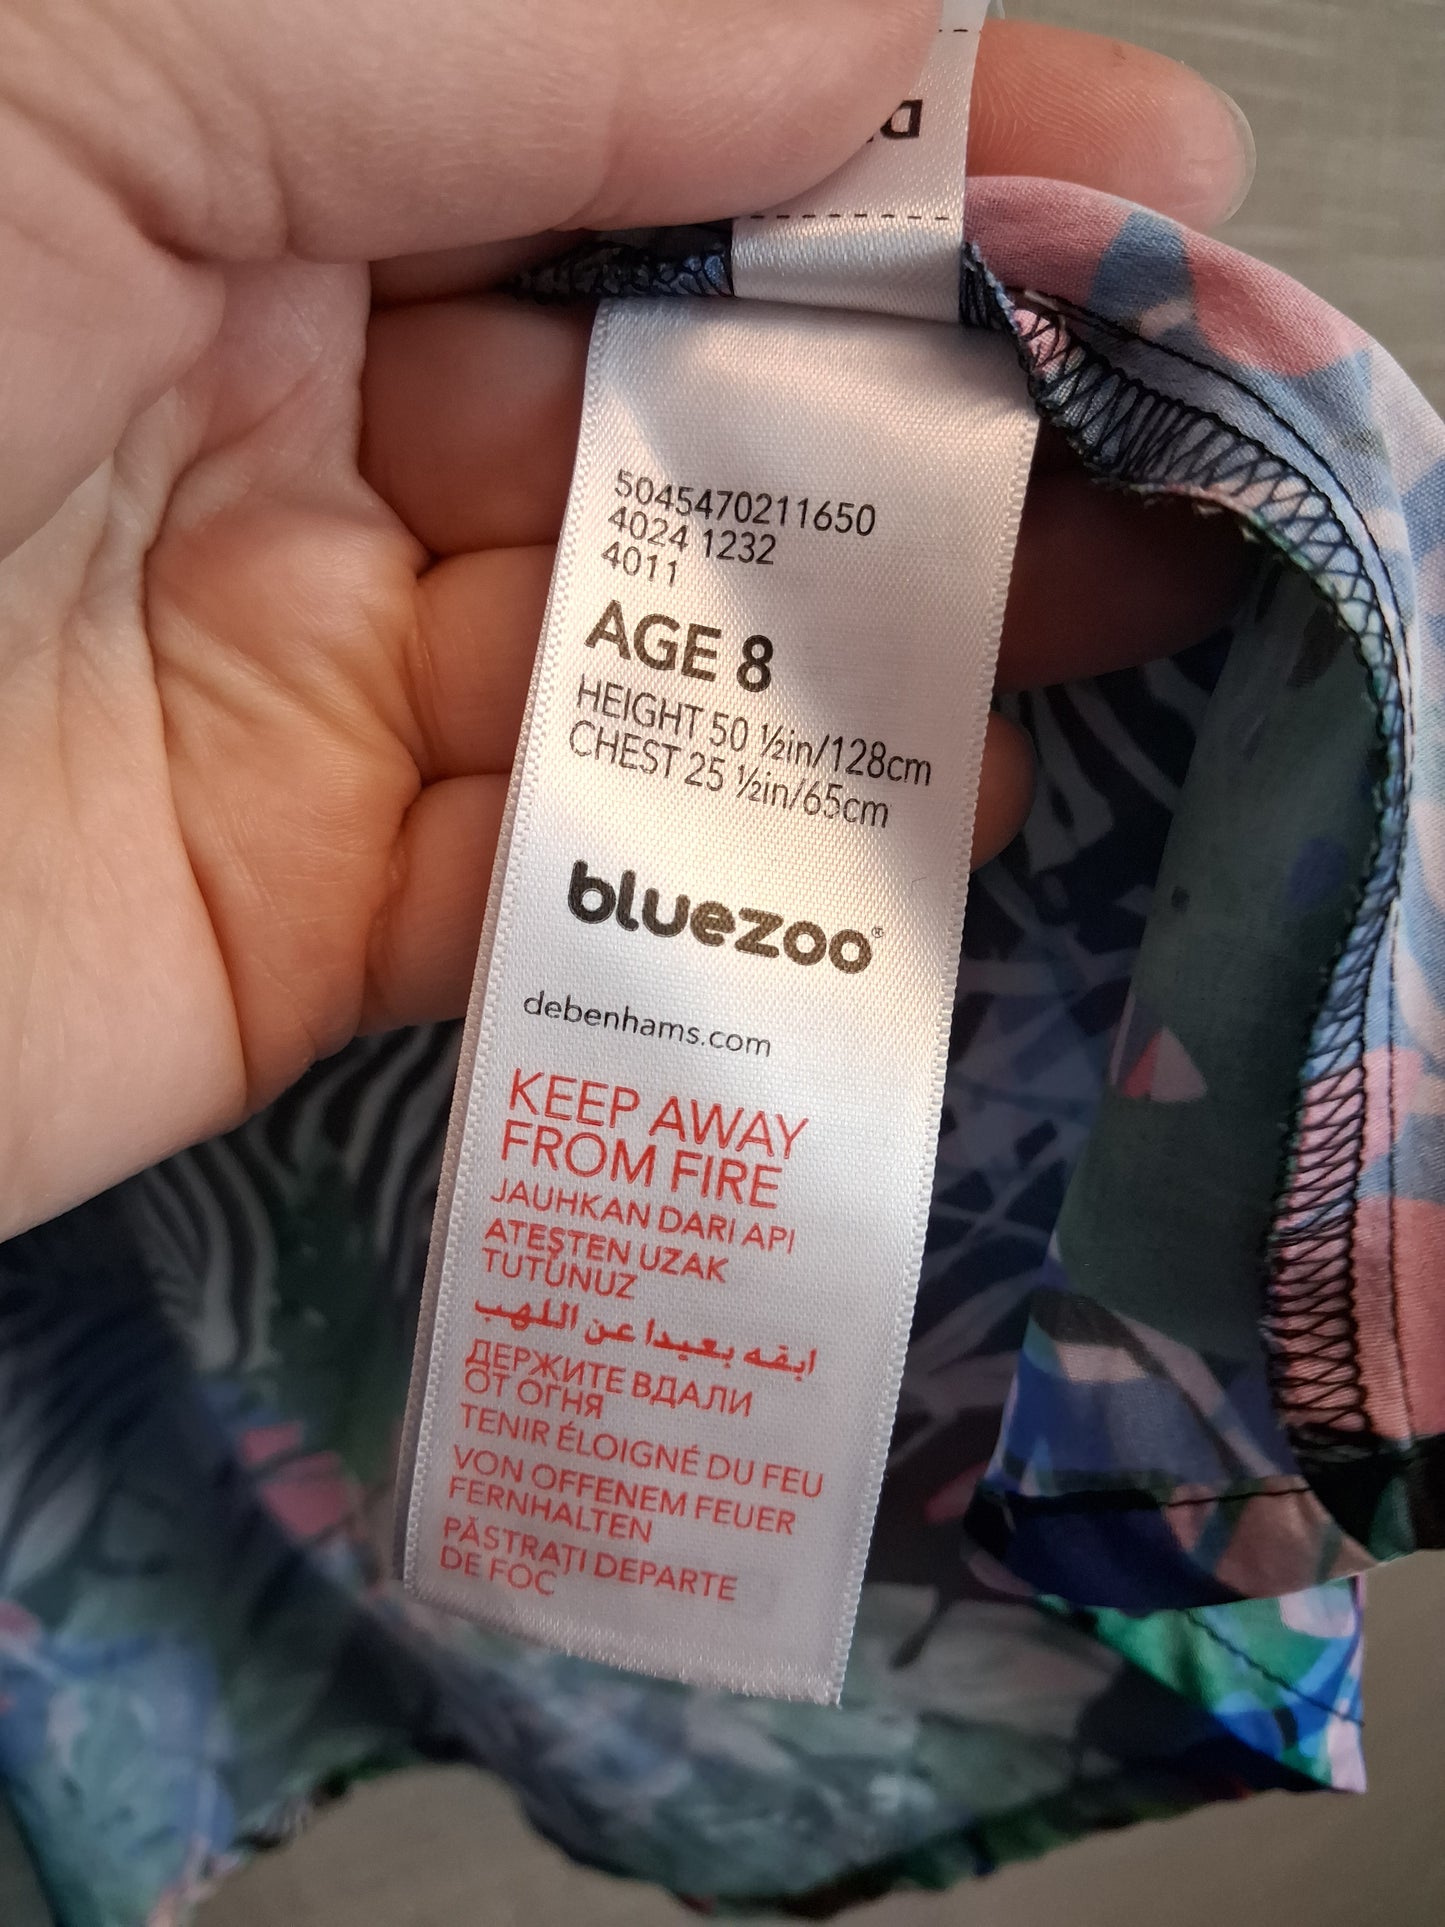 5045470211650
4024 1232
4011
AGE 8
HEIGHT 50 ½in/128cm
CHEST 25 ½in/65cm
bluezoo®
debenhams.com
KEEP AWAY
FROM FIRE
JAUHKAN DARI API
ATEŞTEN UZAK
TUTUNUZ
ابقه بعيدا عن اللهب
ДЕРЖИТЕ ВДАЛИ
ОТ ОГНЯ
TENIR ÉLOIGNÉ DU FEU
VON OFFENEM FEUER
FERNHALTEN
PĂSTRAȚI DEPARTE
DE FOC